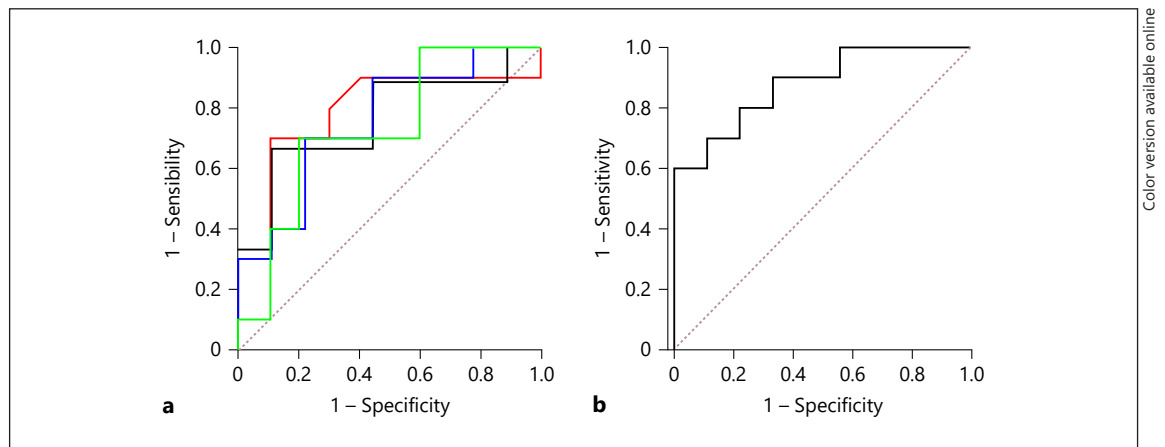 1.0
0.8
0.6
0.4
0.2
0
1 – Sensibility
0 0.2 0.4 0.6 0.8 1.0
1 – Specificity
a
1.0
0.8
0.6
0.4
0.2
0
1 – Sensitivity
0 0.2 0.4 0.6 0.8 1.0
1 – Specificity
b
Color version available online